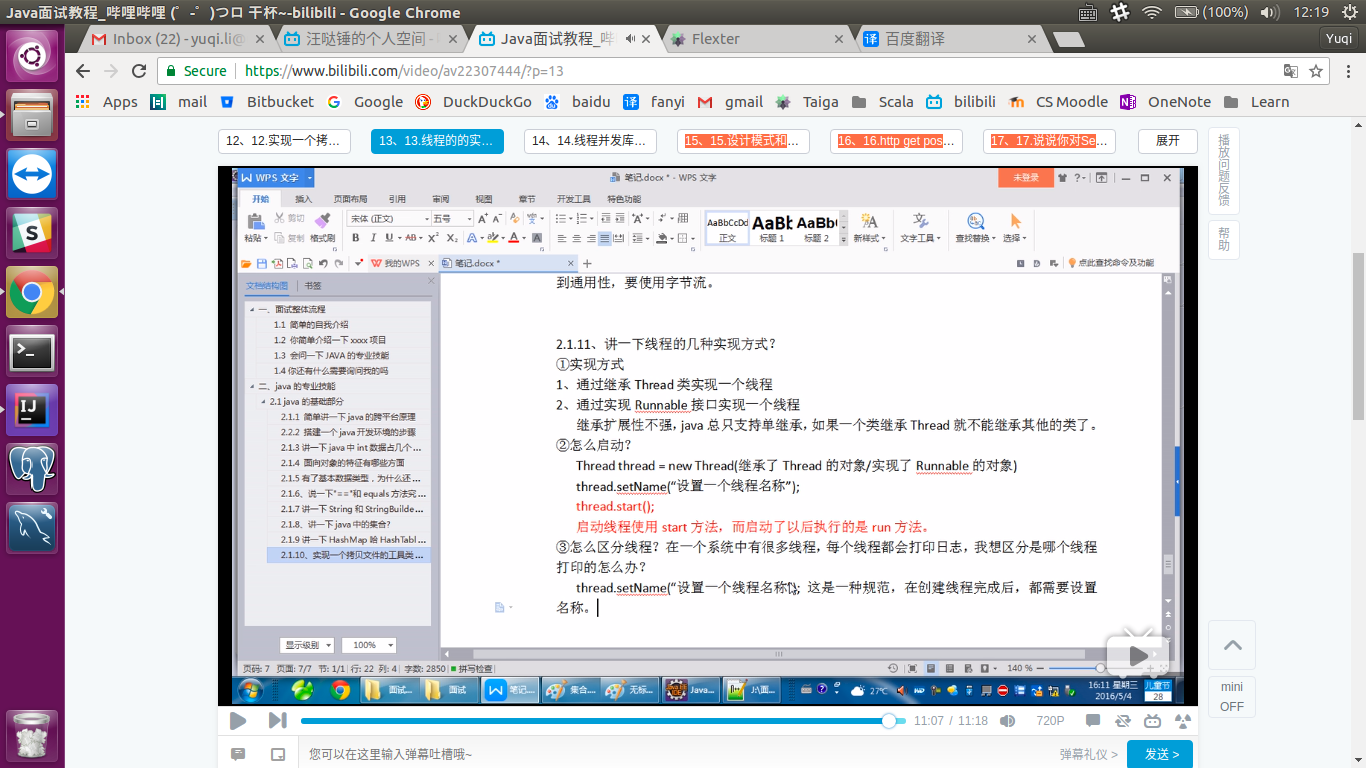 Java面试教程_哔哩哔哩 (゜-゜)つロ 干杯~-bilibili - Google Chrome
(100%)
12:19
Inbox (22) - yuqi.li@
汪哒锤的个人空间 -
Java面试教程_哔
Flexter
百度翻译
Yuqi
Secure
https://www.bilibili.com/video/av22307444/?p=13
Apps
mail
Bitbucket
Google
DuckDuckGo
baidu
fanyi
gmail
Taiga
Scala
bilibili
CS Moodle
OneNote
Learn
12、12.实现一个拷...
13、13.线程的的实...
14、14.线程并发库...
15、15.设计模式和...
16、16.http get pos...
17、17.说说你对Se...
展开
播放问题反馈
帮助
WPS 文字
笔记.docx * - WPS 文字
未登录
开始
插入
页面布局
引用
审阅
视图
章节
开发工具
特色功能
粘贴
剪切
复制
格式刷
宋体 (正文)
五号
AaBbCcDd
正文
AaBb
标题 1
AaBb
标题 2
新样式
文字工具
查找替换
选择
我的WPS
笔记.docx *
点此查找命令及功能
文档结构图
书签
一、面试整体流程
1.1 简单的自我介绍
1.2 你简单介绍一下 xxxx 项目
1.3 会问一下 JAVA 的专业技能
1.4 你还有什么需要询问我的吗
二、java 的专业技能
2.1 java 的基础部分
2.1.1 简单讲一下 java 的跨平台原理
2.2.2 搭建一个 java 开发环境的步骤
2.1.3 讲一下 java 中 int 数据占几个 ...
2.1.4 面向对象的特征有哪些方面
2.1.5 有了基本数据类型，为什么还 ...
2.1.6、说一下"=="和 equals 方法究 ...
2.1.7 讲一下 String 和 StringBuilde ...
2.1.8、讲一下 java 中的集合?
2.1.9 讲一下 HashMap 哈 HashTabl ...
2.1.10、实现一个拷贝文件的工具类 ...
显示级别
100%
到通用性，要使用字节流。
2.1.11、讲一下线程的几种实现方式？
①实现方式
1、通过继承 Thread 类实现一个线程
2、通过实现 Runnable 接口实现一个线程
继承扩展性不强，java 总只支持单继承，如果一个类继承 Thread 就不能继承其他的类了。
②怎么启动？
Thread thread = new Thread(继承了 Thread 的对象/实现了 Runnable 的对象)
thread.setName(“设置一个线程名称”);
thread.start();
启动线程使用 start 方法，而启动了以后执行的是 run 方法。
③怎么区分线程？在一个系统中有很多线程，每个线程都会打印日志，我想区分是哪个线程
打印的怎么办？
thread.setName(“设置一个线程名称”); 这是一种规范，在创建线程完成后，都需要设置
名称。
页码: 7 页面: 7/7 节: 1/1 行: 22 列: 4 字数: 2850 拼写检查
140 %
面试...
面试
笔记...
集合...
无标...
Java...
J:\面...
27℃
16:11 星期三
2016/5/4
儿童节
28
11:07 / 11:18
720P
mini
OFF
您可以在这里输入弹幕吐槽哦~
弹幕礼仪 >
发送 >